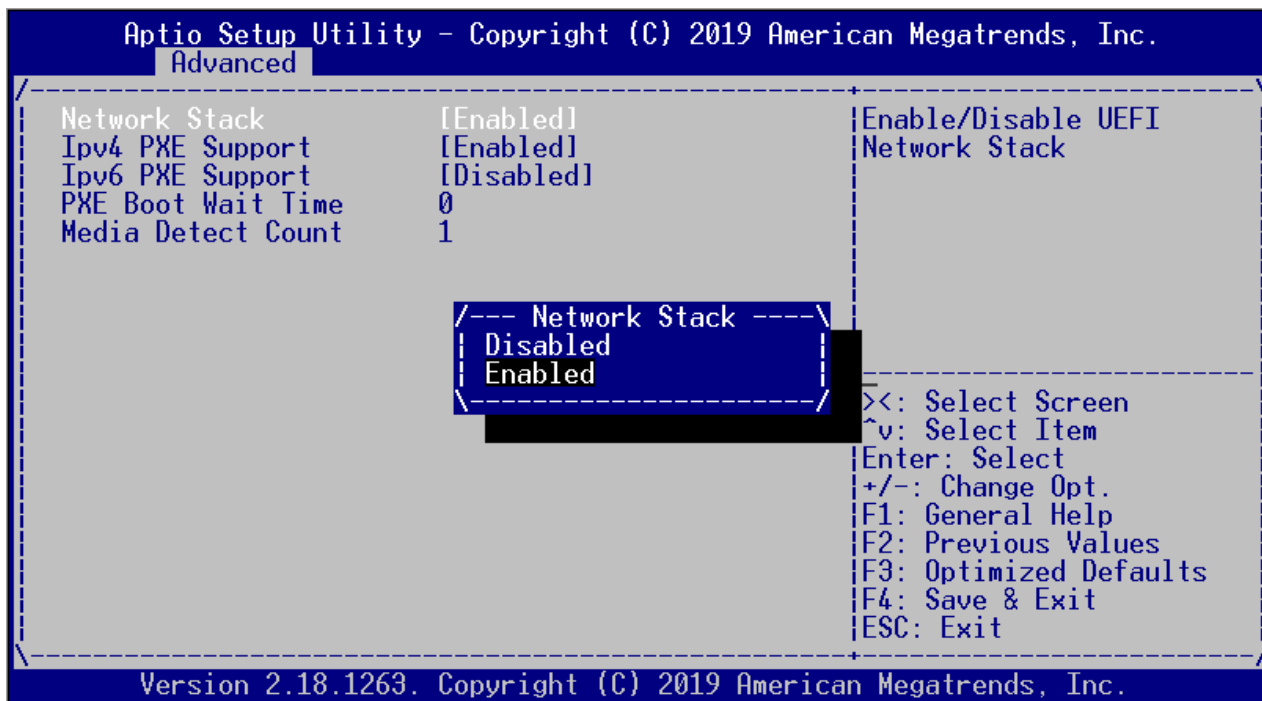 Aptio Setup Utility - Copyright (C) 2019 American Megatrends, Inc.
Advanced
Network Stack [Enabled]
Ipv4 PXE Support [Enabled]
Ipv6 PXE Support [Disabled]
PXE Boot Wait Time 0
Media Detect Count 1
Enable/Disable UEFI
Network Stack
/--- Network Stack ----\
Disabled
Enabled
><: Select Screen
^v: Select Item
Enter: Select
+/-: Change Opt.
F1: General Help
F2: Previous Values
F3: Optimized Defaults
F4: Save & Exit
ESC: Exit
Version 2.18.1263. Copyright (C) 2019 American Megatrends, Inc.